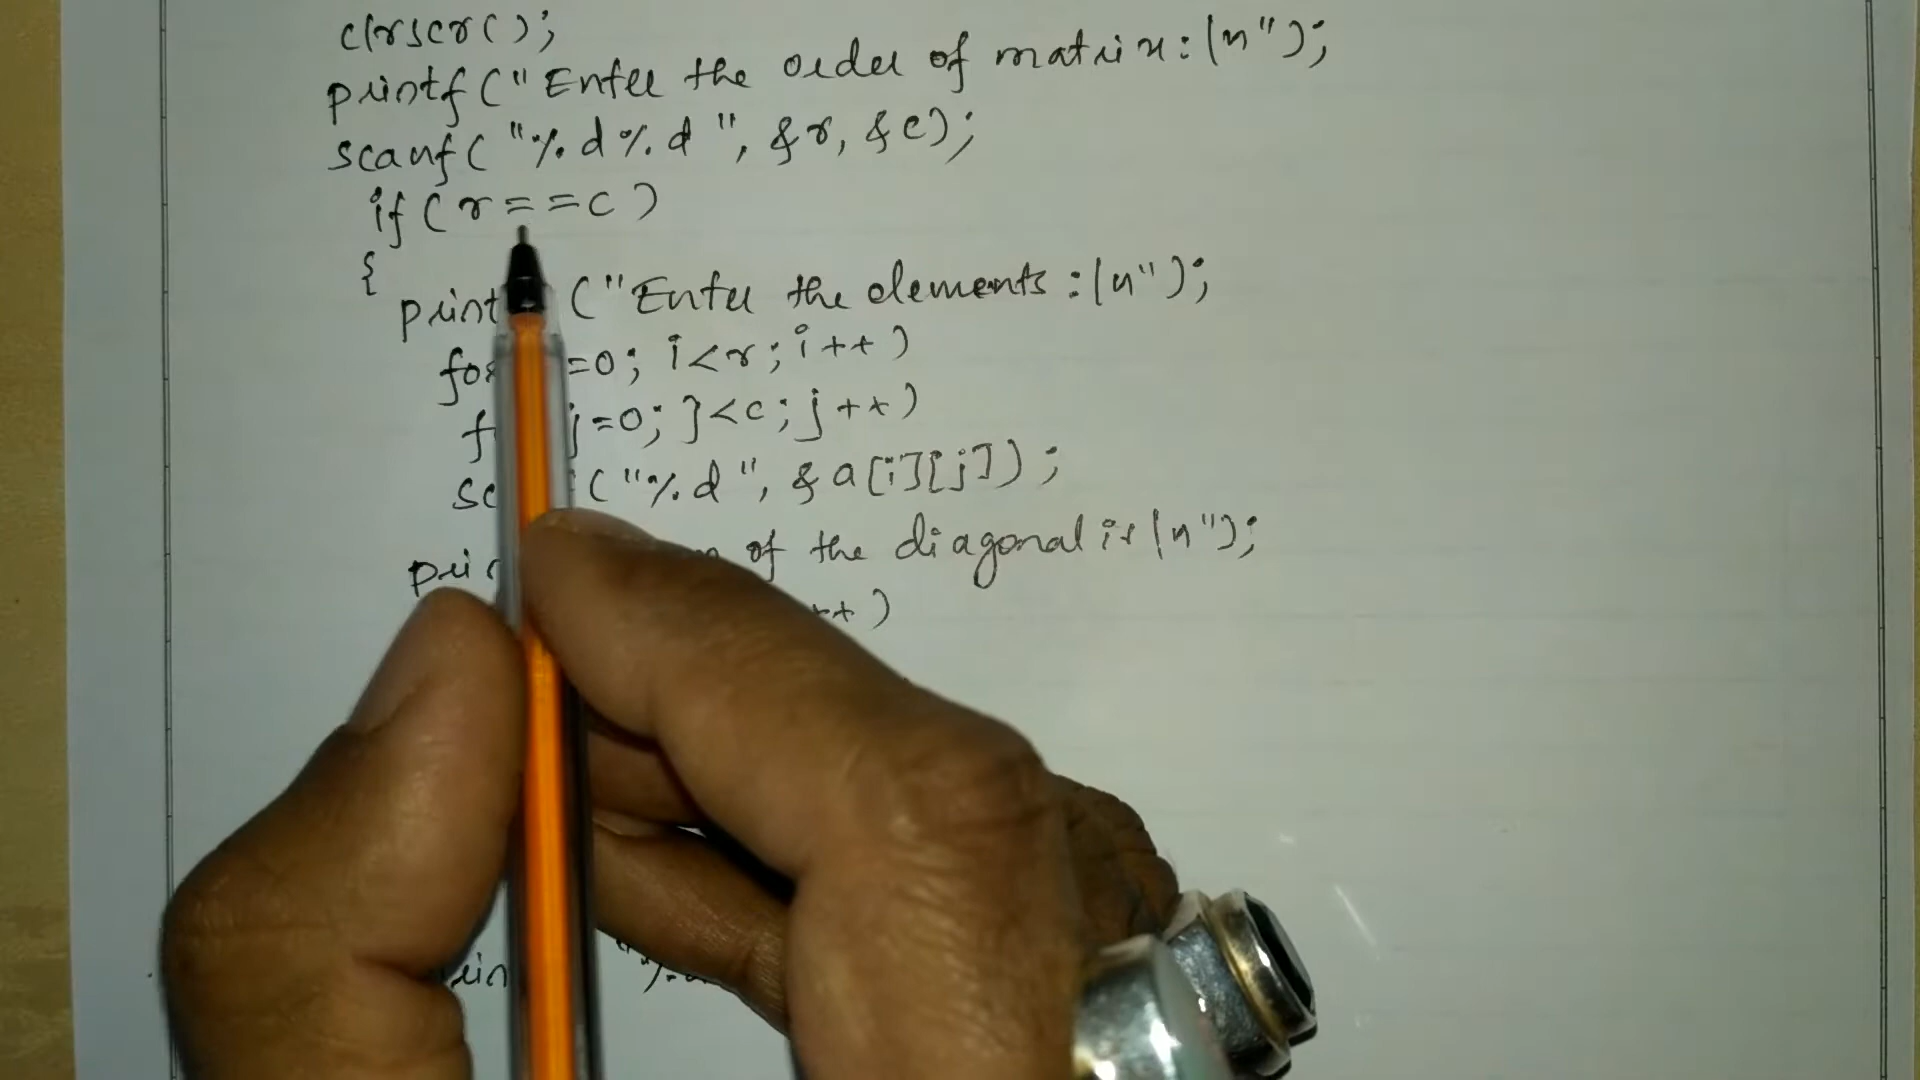 clrscr();
printf("Enter the order of matrix:\n");
scanf("%d%d", &r, &c);
if(r==c)
{
("Enter the elements:\n");
=0; i<r; i++)
j=0; j<c; j++)
("%d", &a[i][j]);
of the diagonal is \n");
++)